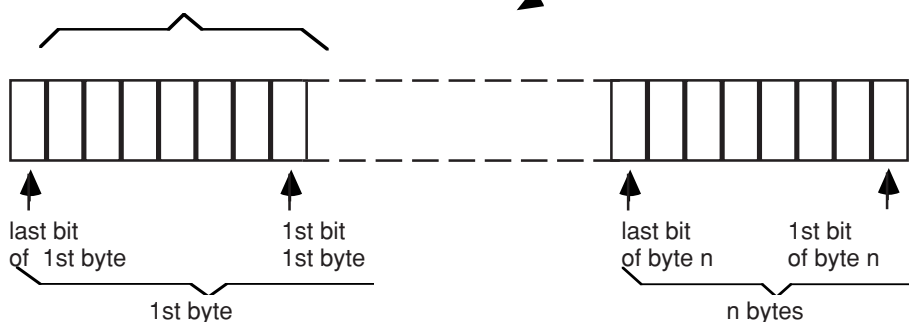 last bit
of 1st byte
1st bit
1st byte
last bit
of byte n
1st bit
of byte n
1st byte
n bytes